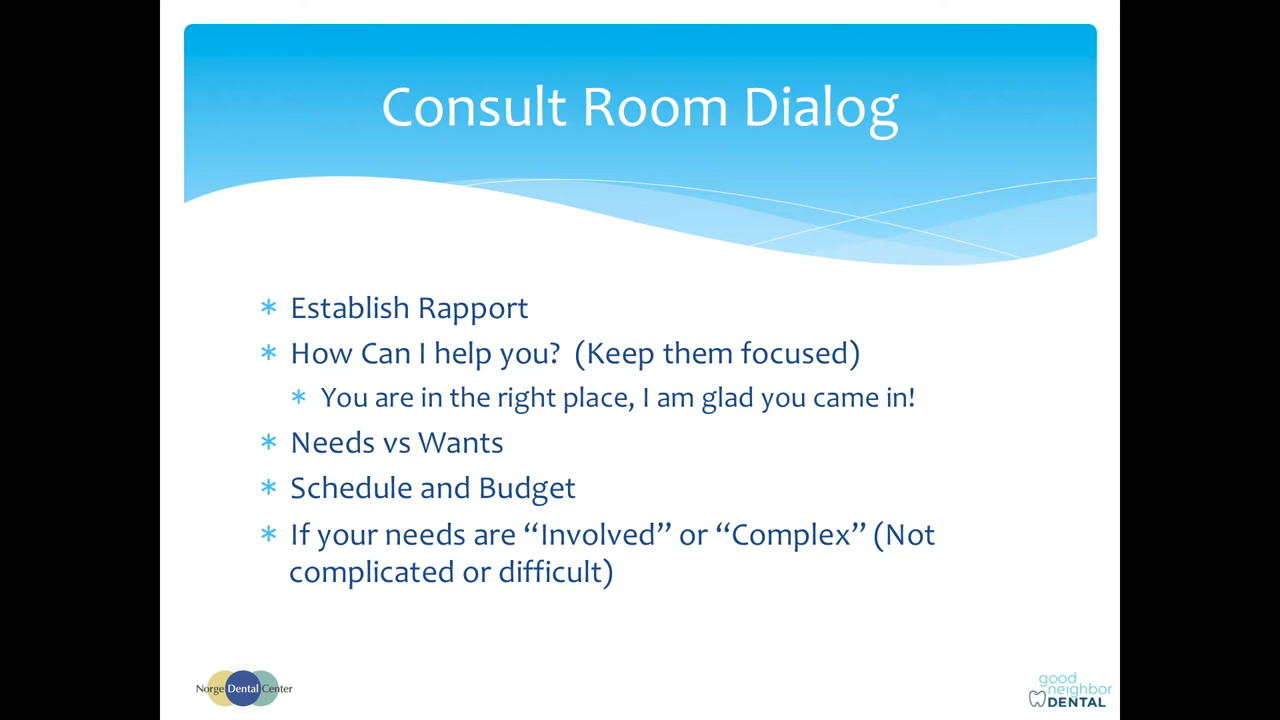 Consult Room Dialog
* Establish Rapport
* How Can I help you? (Keep them focused)
* You are in the right place, I am glad you came in!
* Needs vs Wants
* Schedule and Budget
* If your needs are “Involved” or “Complex” (Not
complicated or difficult)
Norge Dental Center
good
neighbor
DENTAL